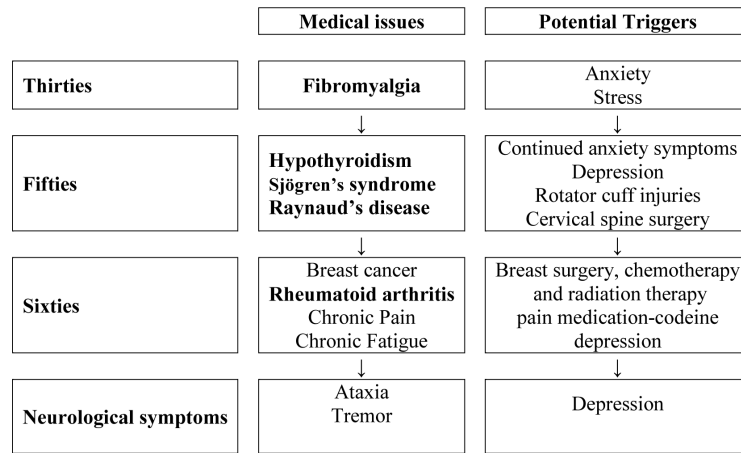 Medical issues
Potential Triggers
Thirties
Fibromyalgia
Anxiety
Stress
↓
↓
Fifties
Hypothyroidism
Sjögren’s syndrome
Raynaud’s disease
Continued anxiety symptoms
Depression
Rotator cuff injuries
Cervical spine surgery
↓
↓
Sixties
Breast cancer
Rheumatoid arthritis
Chronic Pain
Chronic Fatigue
Breast surgery, chemotherapy
and radiation therapy
pain medication-codeine
depression
↓
↓
Neurological symptoms
Ataxia
Tremor
Depression